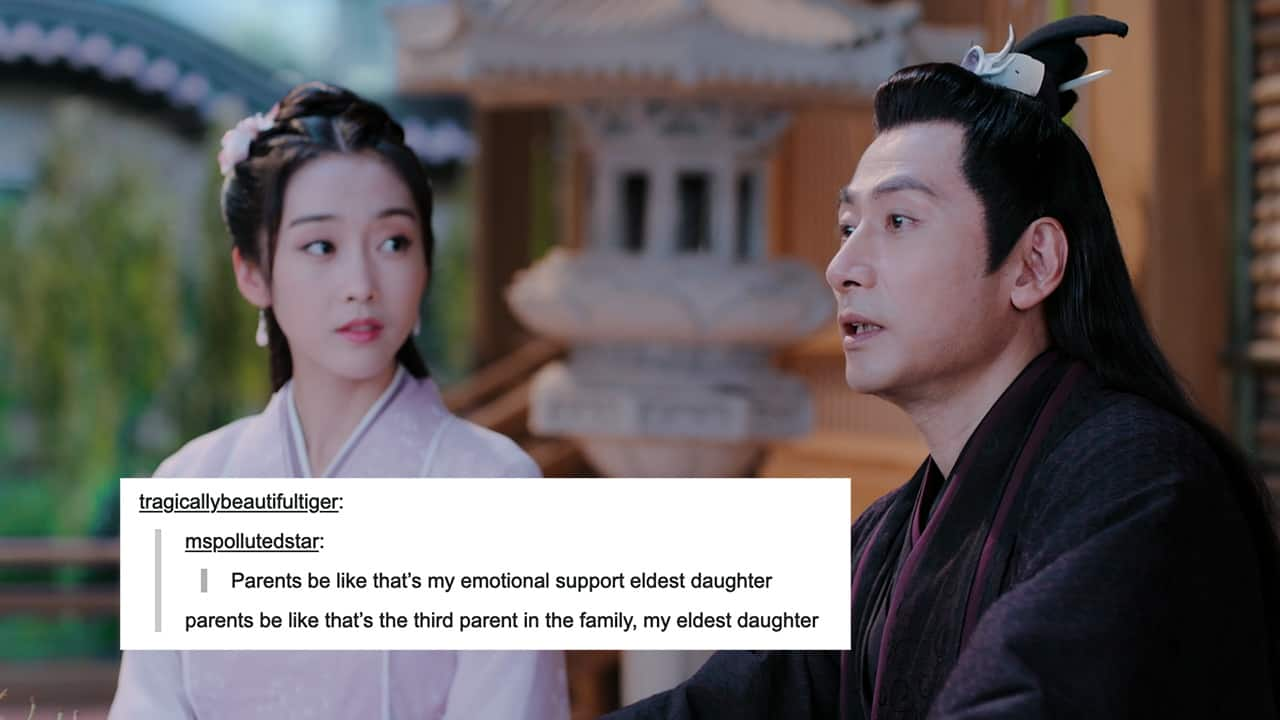 tragicallybeautifultiger:
mspollutedstar:
Parents be like that’s my emotional support eldest daughter
parents be like that’s the third parent in the family, my eldest daughter